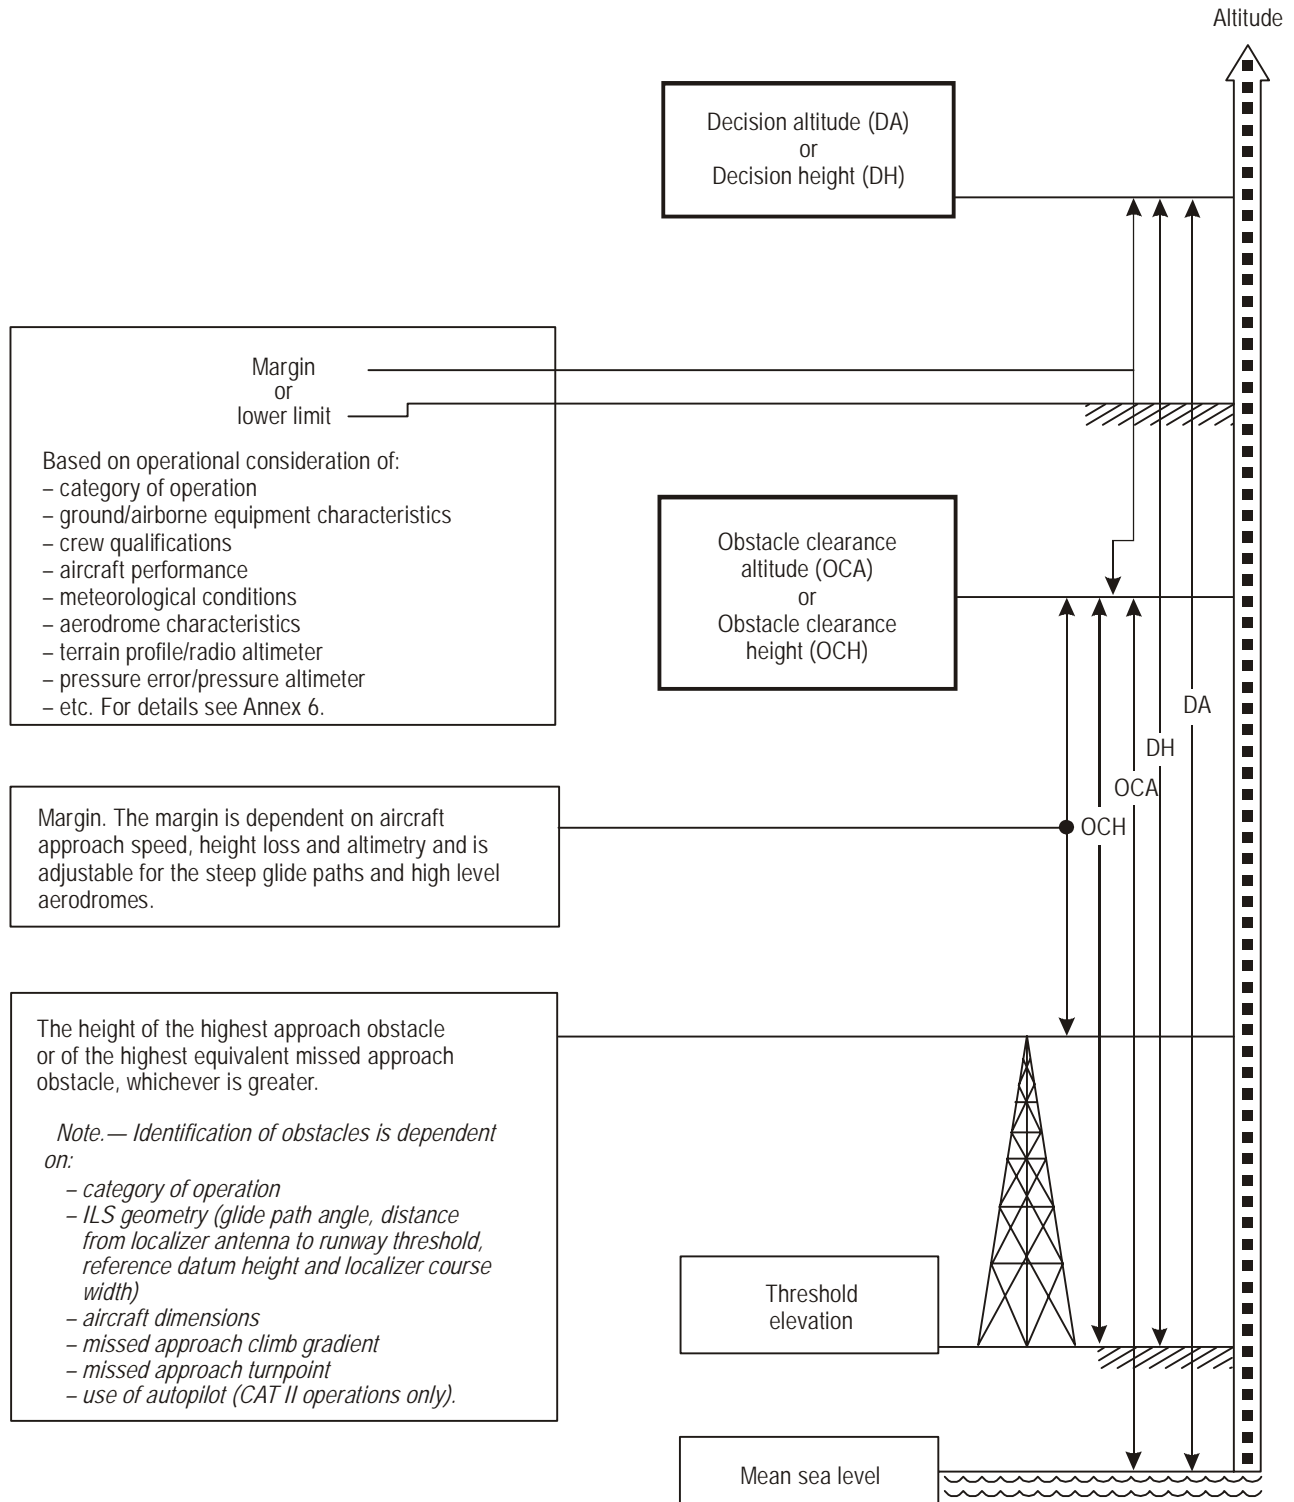 Altitude
Decision altitude (DA)
or
Decision height (DH)
Margin
or
lower limit
Based on operational consideration of:
– category of operation
– ground/airborne equipment characteristics
– crew qualifications
– aircraft performance
– meteorological conditions
– aerodrome characteristics
– terrain profile/radio altimeter
– pressure error/pressure altimeter
– etc. For details see Annex 6.
Obstacle clearance
altitude (OCA)
or
Obstacle clearance
height (OCH)
DA
DH
OCA
OCH
Margin. The margin is dependent on aircraft
approach speed, height loss and altimetry and is
adjustable for the steep glide paths and high level
aerodromes.
The height of the highest approach obstacle
or of the highest equivalent missed approach
obstacle, whichever is greater.
Note.— Identification of obstacles is dependent
on:
– category of operation
– ILS geometry (glide path angle, distance
from localizer antenna to runway threshold,
reference datum height and localizer course
width)
– aircraft dimensions
– missed approach climb gradient
– missed approach turnpoint
– use of autopilot (CAT II operations only).
Threshold
elevation
Mean sea level